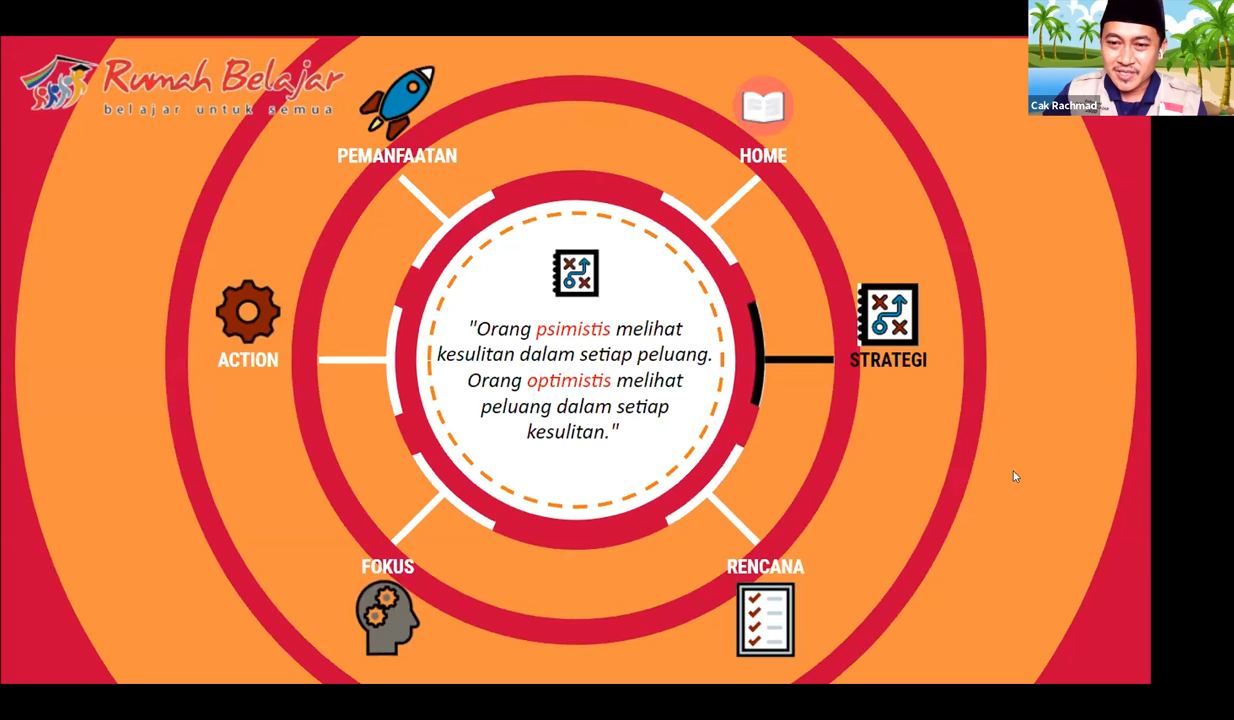 Rumah Belajar
belajar untuk semua
Cak Rachmad
PEMANFAATAN
HOME
"Orang psimistis melihat
kesulitan dalam setiap peluang.
Orang optimistis melihat
peluang dalam setiap
kesulitan."
ACTION
STRATEGI
FOKUS
RENCANA